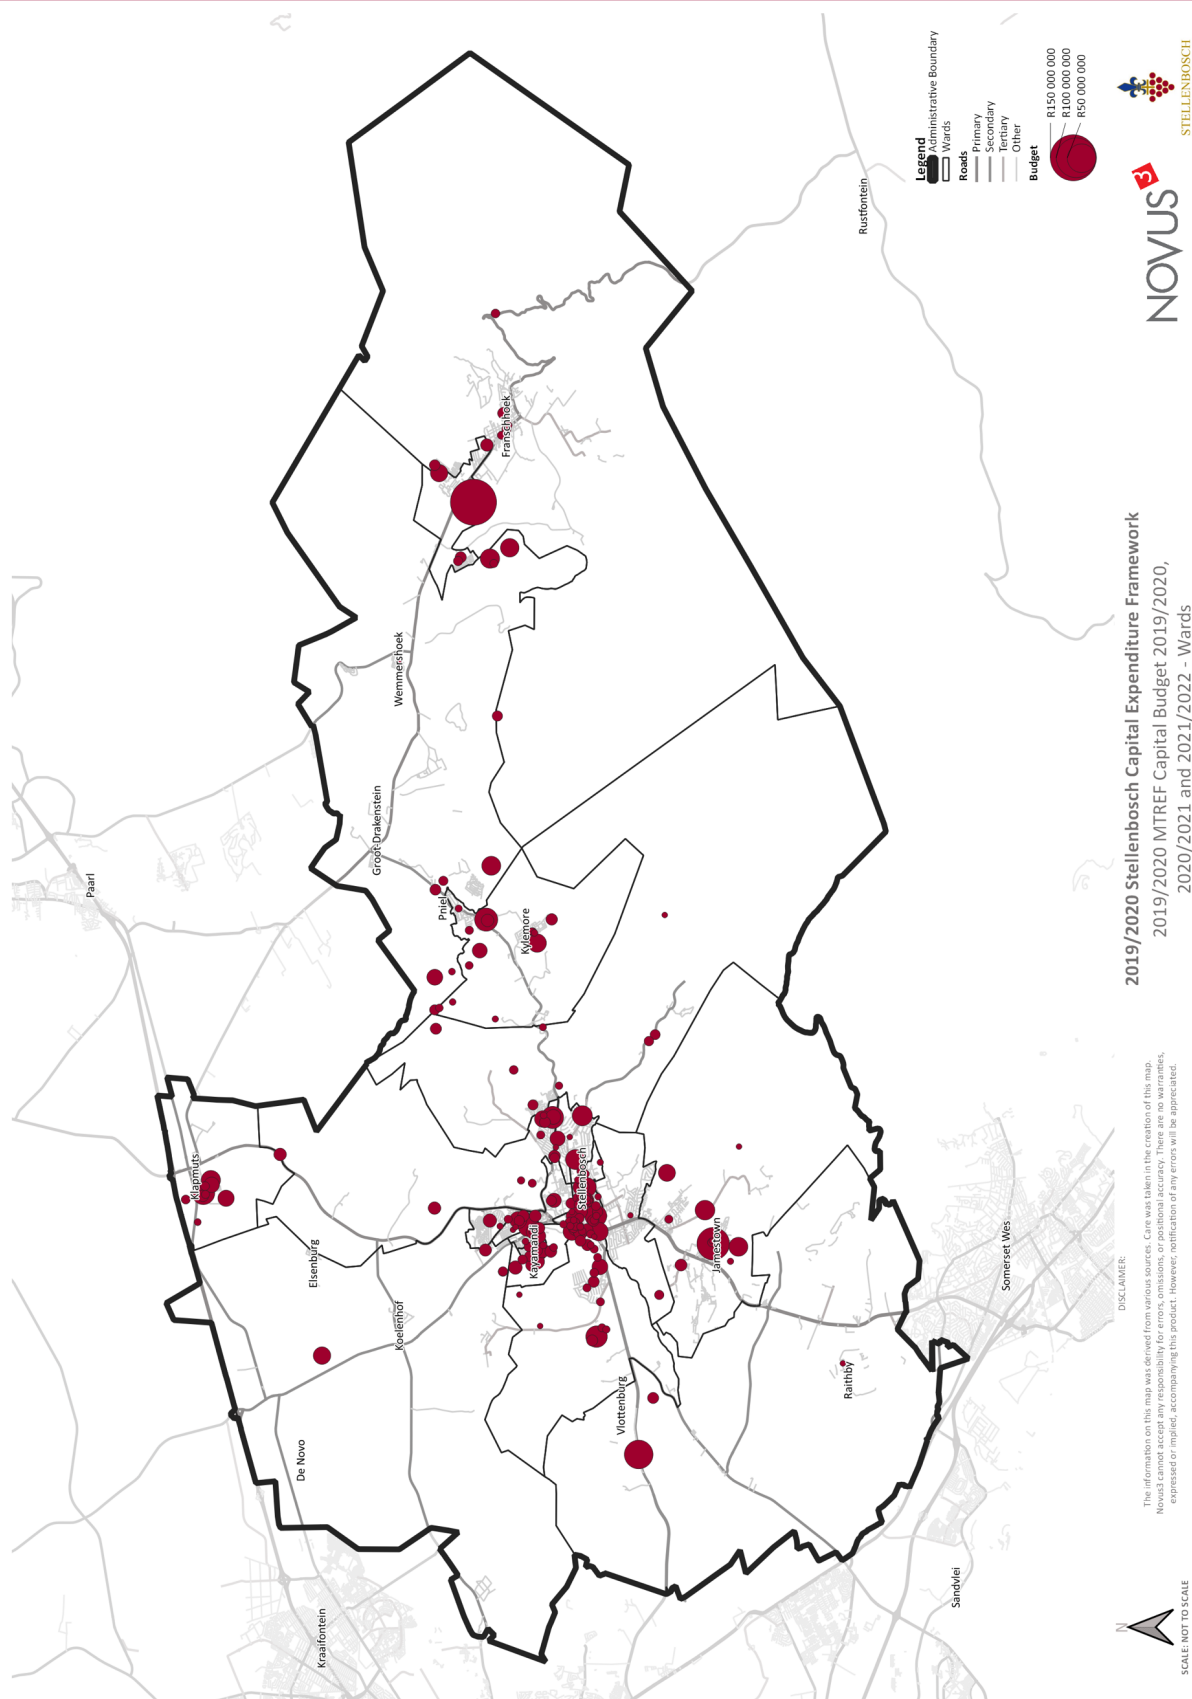 Legend
Administrative Boundary
Wards
Roads
Primary
Secondary
Tertiary
Other
Budget
R150 000 000
R100 000 000
R50 000 000
STELLENBOSCH
NOVUS3
Rustfontein
Franschhoek
Wemmershoek
Groot-Drakenstein
Paarl
Pniel
Kylemore
Klapmuts
Elsenburg
Koelenhof
Kayamandi
Stellenbosch
Jamestown
De Novo
Vlottenburg
Raithby
Somerset Wes
Kraaifontein
Sandvlei
2019/2020 Stellenbosch Capital Expenditure Framework
2019/2020 MTREF Capital Budget 2019/2020,
2020/2021 and 2021/2022 - Wards
DISCLAIMER:
The information on this map was derived from various sources. Care was taken in the creation of this map.
Novus3 cannot accept any responsibility for errors, omissions, or positional accuracy. There are no warranties,
expressed or implied, accompanying this product. However, notification of any errors will be appreciated.
N
SCALE: NOT TO SCALE